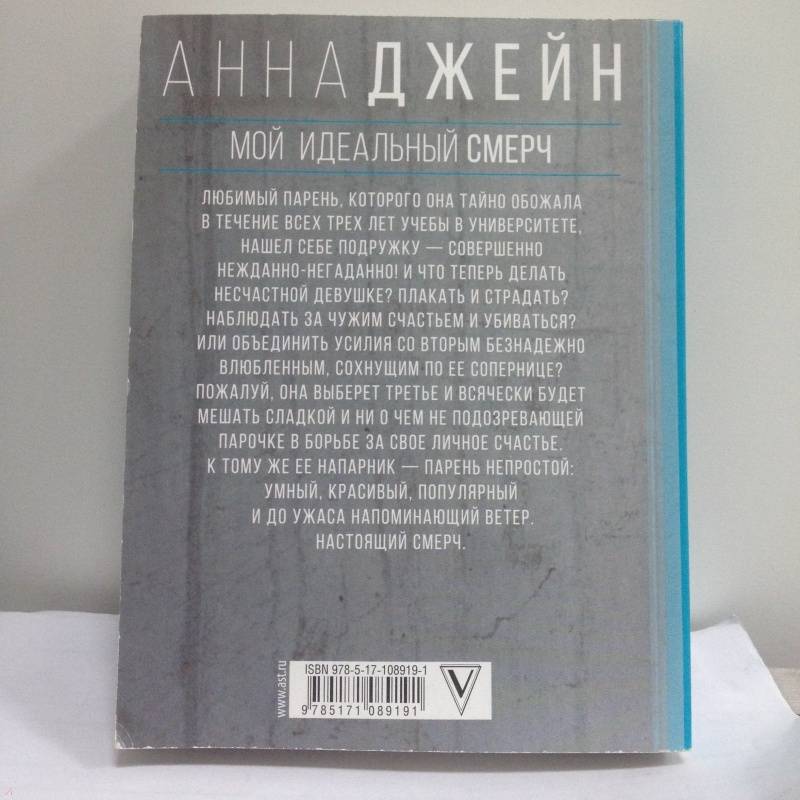 АННАДЖЕЙН
МОЙ ИДЕАЛЬНЫЙ СМЕРЧ
ЛЮБИМЫЙ ПАРЕНЬ, КОТОРОГО ОНА ТАЙНО ОБОЖАЛА
В ТЕЧЕНИЕ ВСЕХ ТРЕХ ЛЕТ УЧЕБЫ В УНИВЕРСИТЕТЕ,
НАШЕЛ СЕБЕ ПОДРУЖКУ — СОВЕРШЕННО
НЕЖДАННО-НЕГАДАННО! И ЧТО ТЕПЕРЬ ДЕЛАТЬ
НЕСЧАСТНОЙ ДЕВУШКЕ? ПЛАКАТЬ И СТРАДАТЬ?
НАБЛЮДАТЬ ЗА ЧУЖИМ СЧАСТЬЕМ И УБИВАТЬСЯ?
ИЛИ ОБЪЕДИНИТЬ УСИЛИЯ СО ВТОРЫМ БЕЗНАДЕЖНО
ВЛЮБЛЕННЫМ, СОХНУЩИМ ПО ЕЕ СОПЕРНИЦЕ?
ПОЖАЛУЙ, ОНА ВЫБЕРЕТ ТРЕТЬЕ И ВСЯЧЕСКИ БУДЕТ
МЕШАТЬ СЛАДКОЙ И НИ О ЧЕМ НЕ ПОДОЗРЕВАЮЩЕЙ
ПАРОЧКЕ В БОРЬБЕ ЗА СВОЕ ЛИЧНОЕ СЧАСТЬЕ.
К ТОМУ ЖЕ ЕЕ НАПАРНИК — ПАРЕНЬ НЕПРОСТОЙ:
УМНЫЙ, КРАСИВЫЙ, ПОПУЛЯРНЫЙ
И ДО УЖАСА НАПОМИНАЮЩИЙ ВЕТЕР.
НАСТОЯЩИЙ СМЕРЧ.
www.ast.ru
ISBN 978-5-17-108919-1
9 785171 089191
V